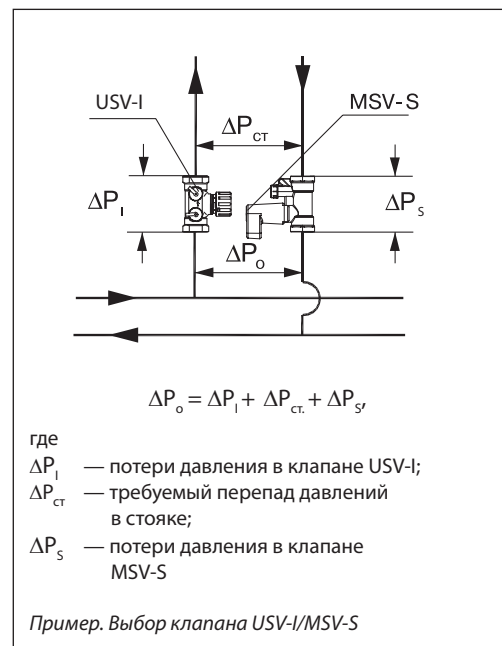 USV-I
MSV-S
ΔPст
ΔPI
ΔPS
ΔPo
ΔPo = ΔPI + ΔPст. + ΔPS,
где
ΔPI — потери давления в клапане USV-I;
ΔPст — требуемый перепад давлений
в стояке;
ΔPS — потери давления в клапане
MSV-S
Пример. Выбор клапана USV-I/MSV-S